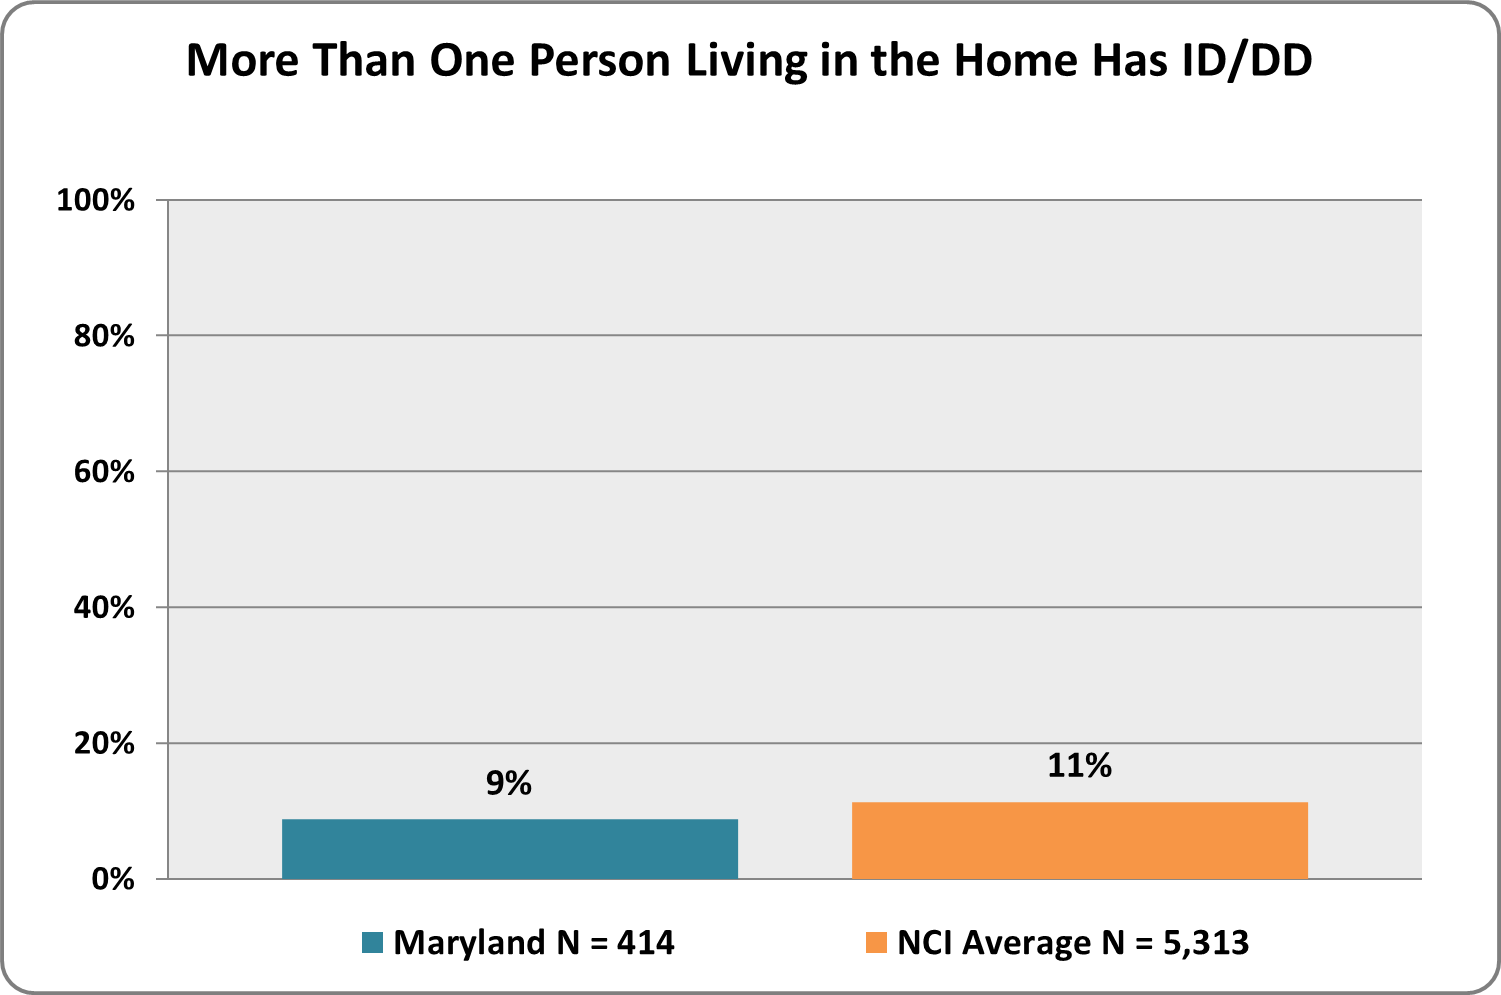 More Than One Person Living in the Home Has ID/DD
100%
80%
60%
40%
20%
0%
9%
11%
Maryland N = 414
NCI Average N = 5,313